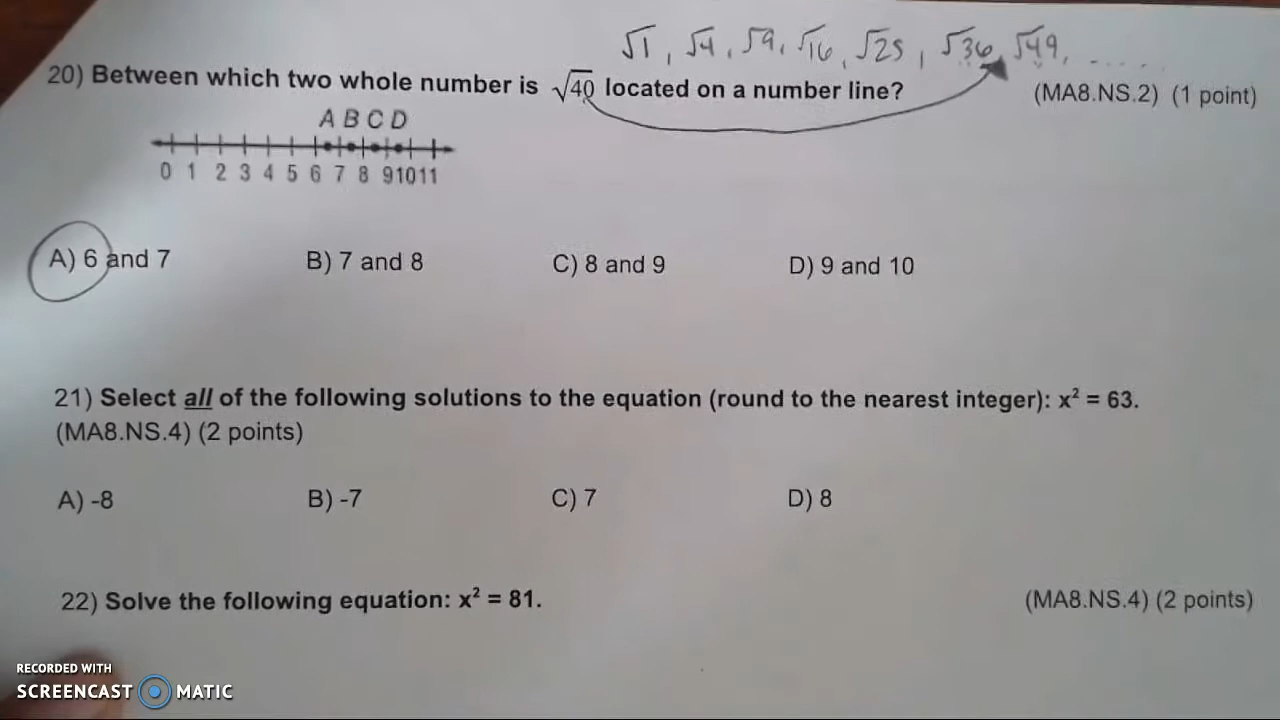 √1, √4, √9, √16, √25, √36, √49, .....
20) Between which two whole number is √40 located on a number line? (MA8.NS.2) (1 point)
A B C D
0 1 2 3 4 5 6 7 8 9 10 11
A) 6 and 7 B) 7 and 8 C) 8 and 9 D) 9 and 10
21) Select all of the following solutions to the equation (round to the nearest integer): x² = 63.
(MA8.NS.4) (2 points)
A) -8 B) -7 C) 7 D) 8
22) Solve the following equation: x² = 81. (MA8.NS.4) (2 points)
RECORDED WITH
SCREENCAST MATIC